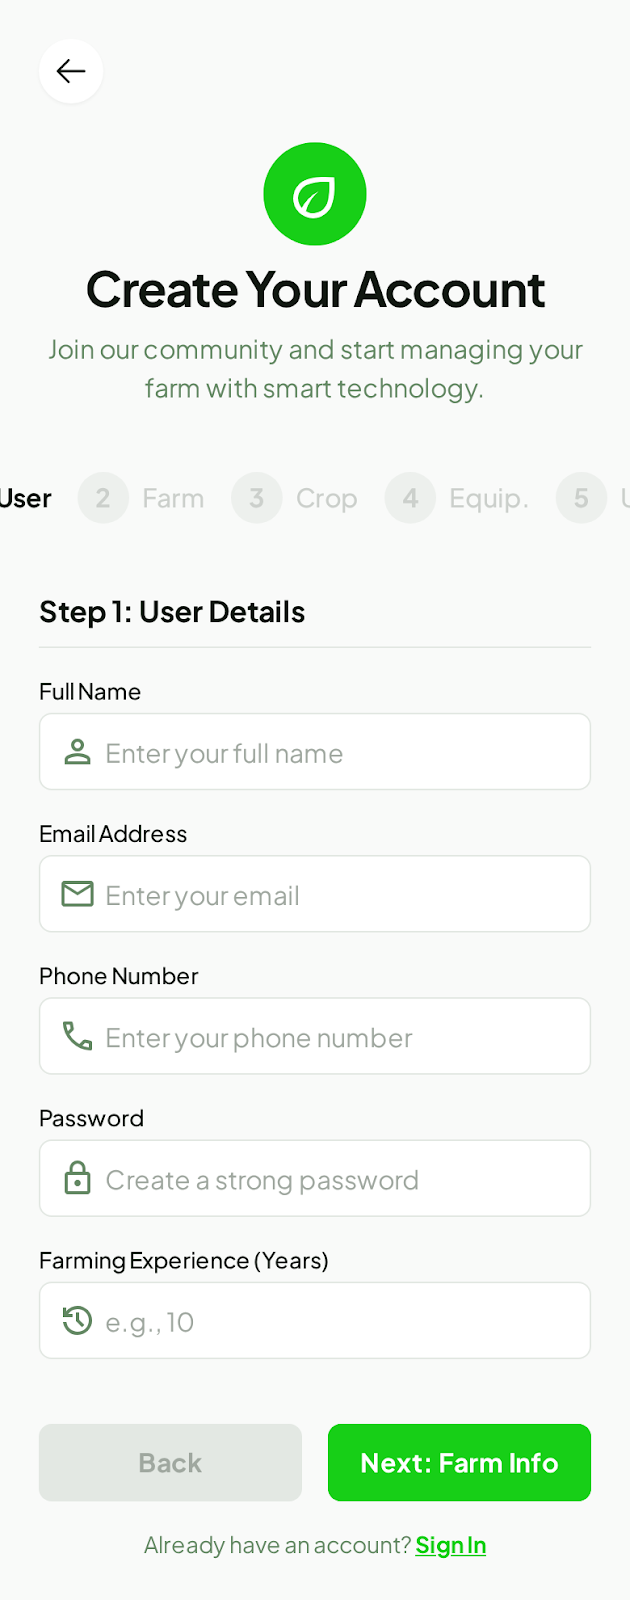 Create Your Account
Join our community and start managing your
farm with smart technology.
User 2 Farm 3 Crop 4 Equip. 5
Step 1: User Details
Full Name
Enter your full name
Email Address
Enter your email
Phone Number
Enter your phone number
Password
Create a strong password
Farming Experience (Years)
e.g., 10
Back Next: Farm Info
Already have an account? Sign In